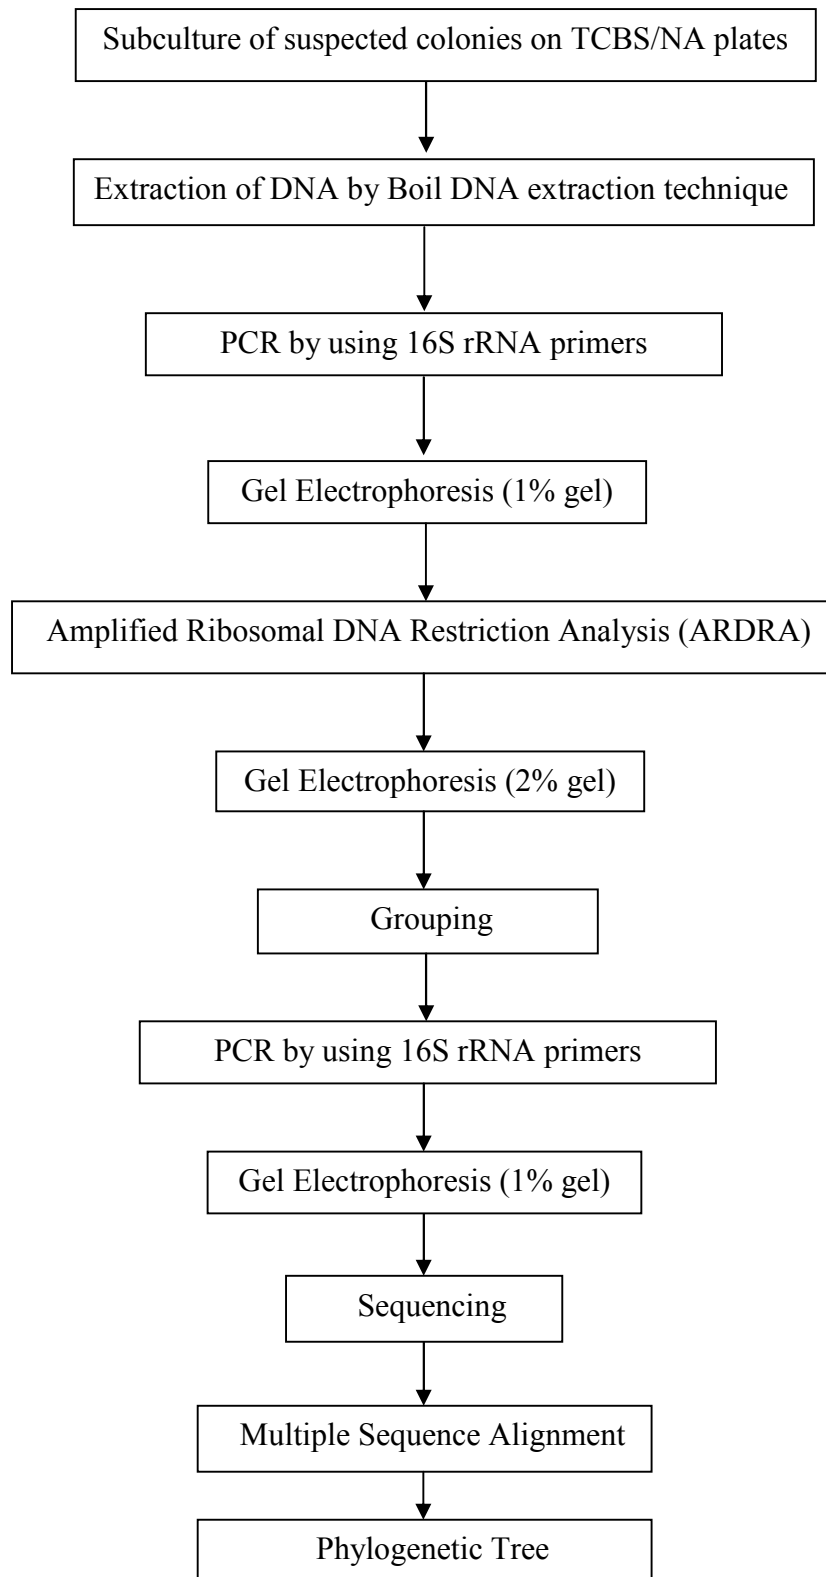 Subculture of suspected colonies on TCBS/NA plates
Extraction of DNA by Boil DNA extraction technique
PCR by using 16S rRNA primers
Gel Electrophoresis (1% gel)
Amplified Ribosomal DNA Restriction Analysis (ARDRA)
Gel Electrophoresis (2% gel)
Grouping
PCR by using 16S rRNA primers
Gel Electrophoresis (1% gel)
Sequencing
Multiple Sequence Alignment
Phylogenetic Tree